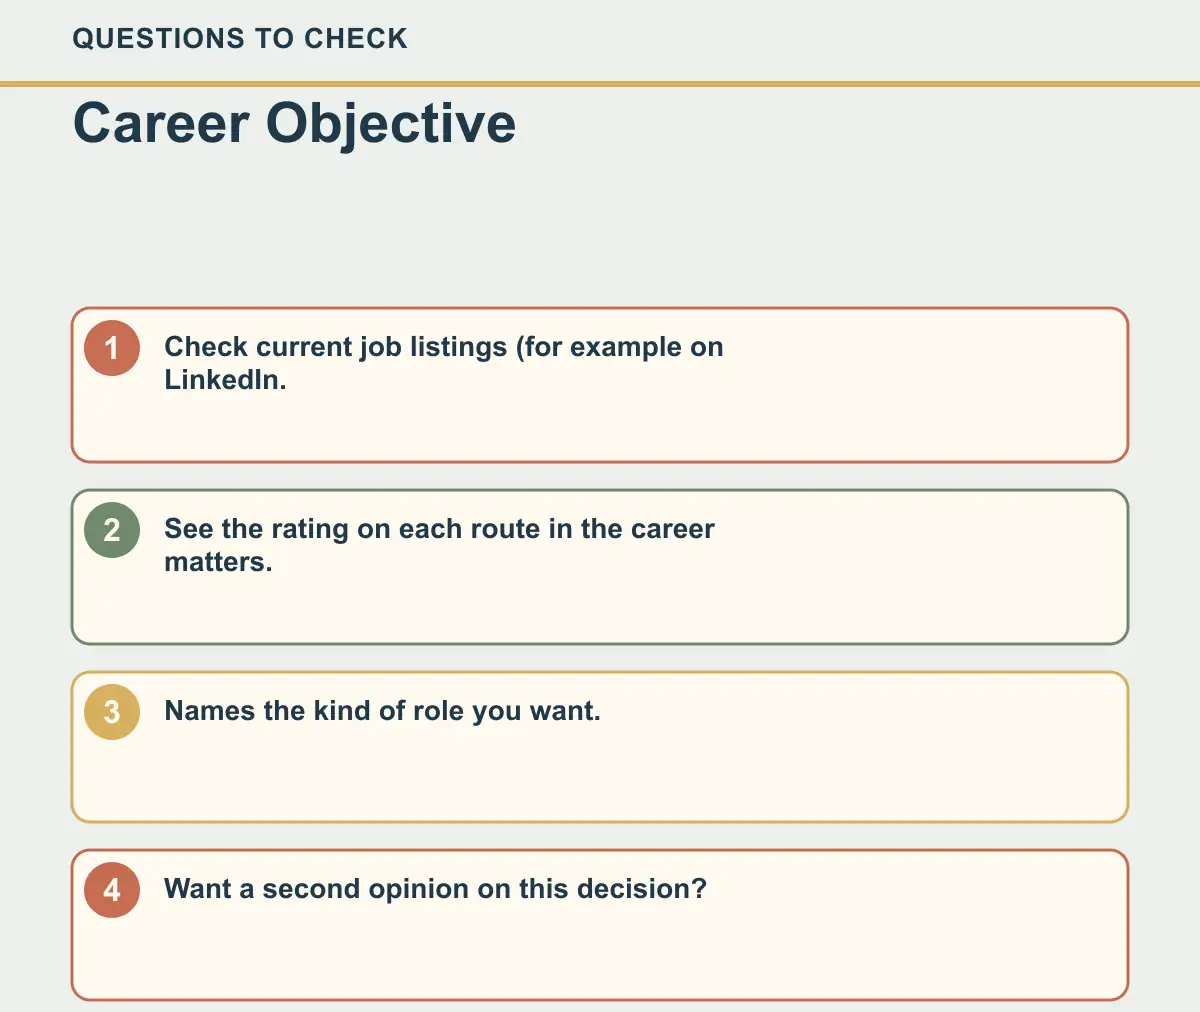 QUESTIONS TO CHECK
Career Objective
1
Check current job listings (for example on
LinkedIn.
2
See the rating on each route in the career
matters.
3
Names the kind of role you want.
4
Want a second opinion on this decision?